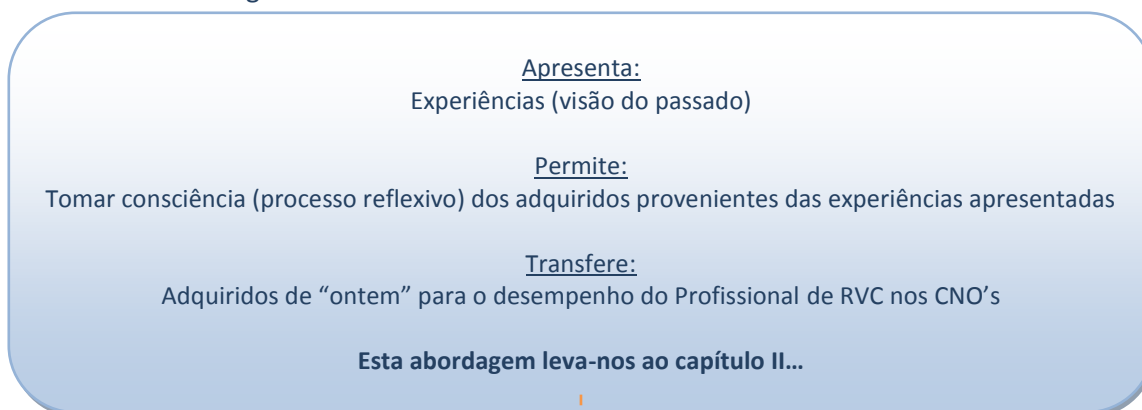 Apresenta:
Experiências (visão do passado)
Permite:
Tomar consciência (processo reflexivo) dos adquiridos provenientes das experiências apresentadas
Transfere:
Adquiridos de “ontem” para o desempenho do Profissional de RVC nos CNO’s
Esta abordagem leva-nos ao capítulo II…